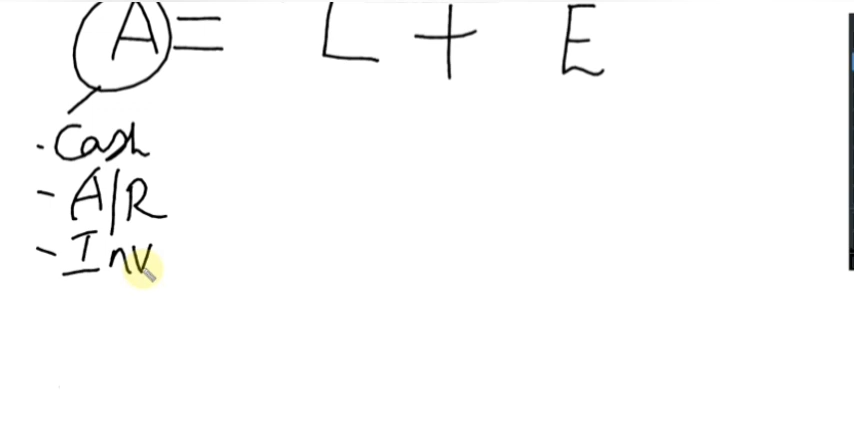 A = L + E
- Cash
- A/R
- Inv